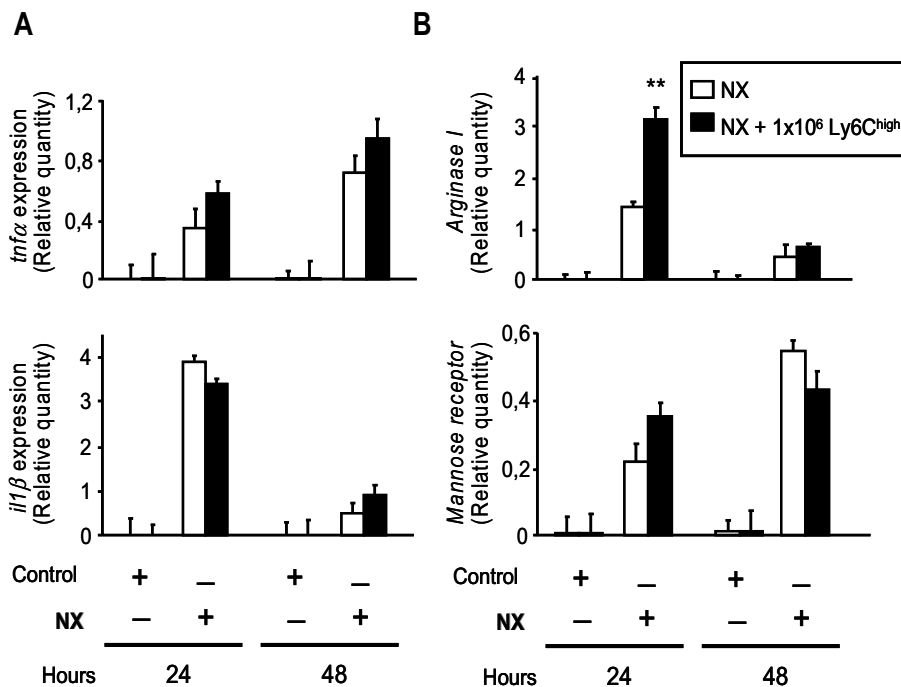 A
B
tnfα expression
(Relative quantity)
1,2
0,8
0,4
0
Arginase I
(Relative quantity)
4
3
2
1
0
**
NX
NX + 1x10⁶ Ly6Cʰⁱᵍʰ
il1β expression
(Relative quantity)
4
3
2
1
0
Mannose receptor
(Relative quantity)
0,6
0,4
0,2
0
Control + – + –
NX – + – +
Hours 24 48
Control + – + –
NX – + – +
Hours 24 48